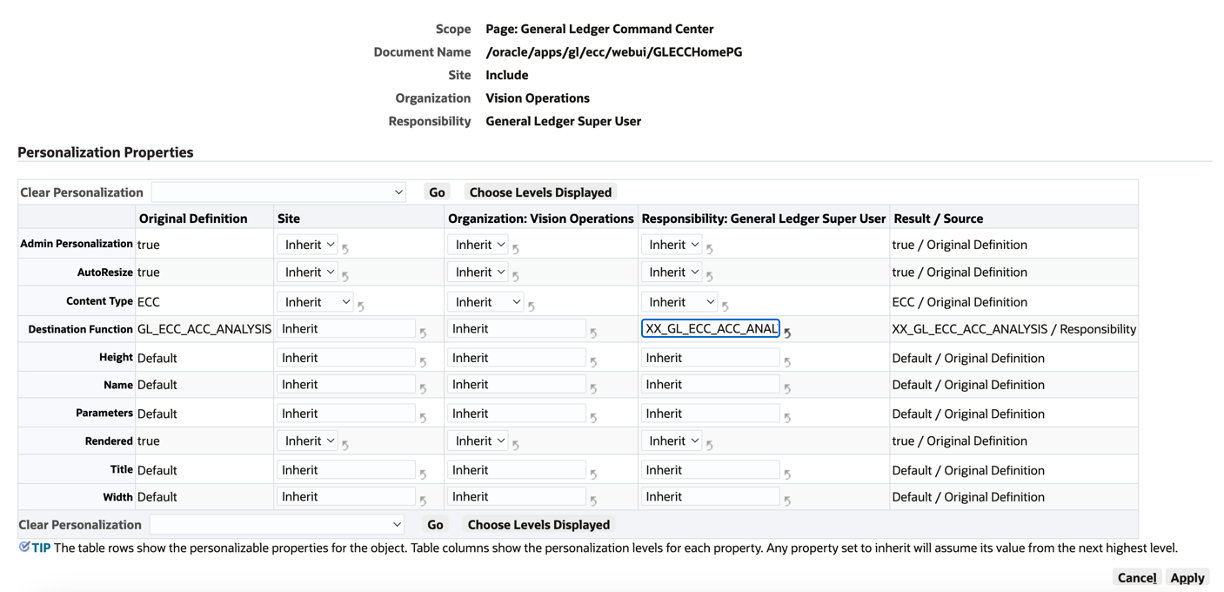 Scope Page: General Ledger Command Center
Document Name /oracle/apps/gl/ecc/webui/GLECCHomePG
Site Include
Organization Vision Operations
Responsibility General Ledger Super User
Personalization Properties
Clear Personalization Go Choose Levels Displayed
Original Definition Site Organization: Vision Operations Responsibility: General Ledger Super User Result / Source
Admin Personalization true Inherit Inherit Inherit true / Original Definition
AutoResize true Inherit Inherit Inherit true / Original Definition
Content Type ECC Inherit Inherit Inherit ECC / Original Definition
Destination Function GL_ECC_ACC_ANALYSIS Inherit Inherit XX_GL_ECC_ACC_ANAL XX_GL_ECC_ACC_ANALYSIS / Responsibility
Height Default Inherit Inherit Inherit Default / Original Definition
Name Default Inherit Inherit Inherit Default / Original Definition
Parameters Default Inherit Inherit Inherit Default / Original Definition
Rendered true Inherit Inherit Inherit true / Original Definition
Title Default Inherit Inherit Inherit Default / Original Definition
Width Default Inherit Inherit Inherit Default / Original Definition
Clear Personalization Go Choose Levels Displayed
TIP The table rows show the personalizable properties for the object. Table columns show the personalization levels for each property. Any property set to inherit will assume its value from the next highest level.
Cancel Apply